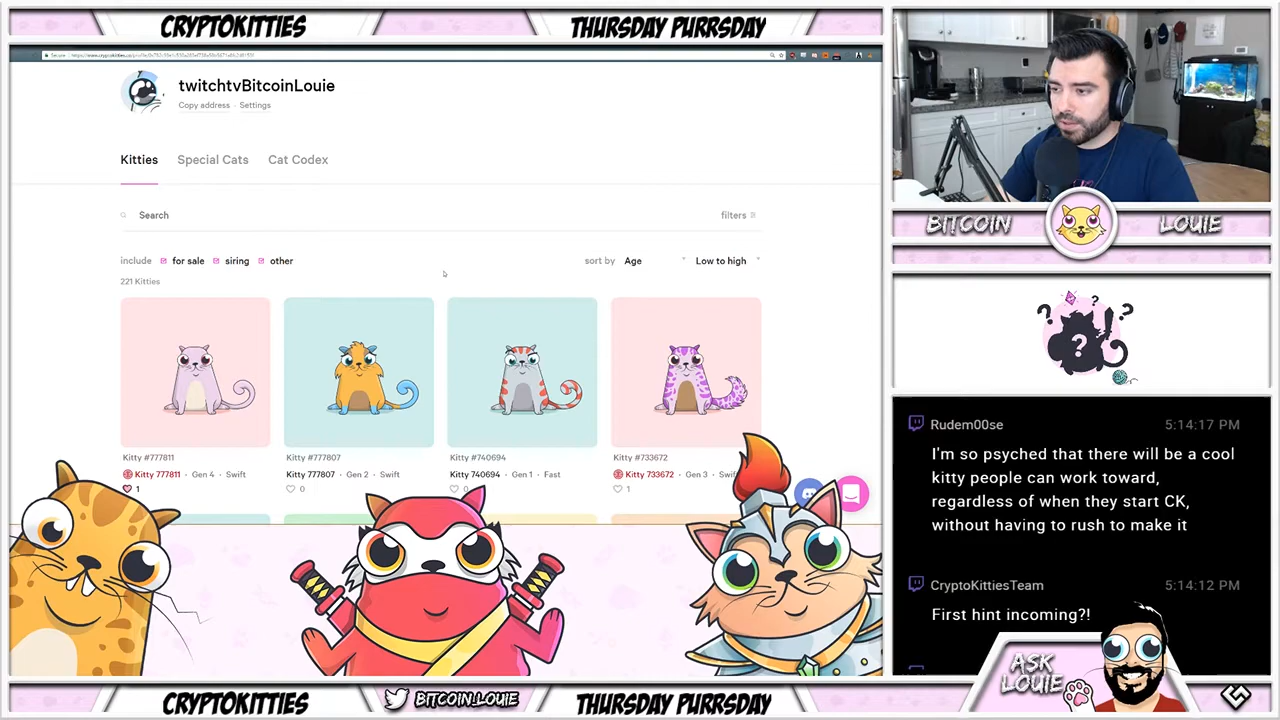 CRYPTOKITTIES
THURSDAY PURRSDAY
twitchtvBitcoinLouie
Copy address · Settings
Kitties Special Cats Cat Codex
Search
filters
include for sale siring other
sort by Age Low to high
221 Kitties
Kitty #777811
Kitty 777811 · Gen 4 · Swift
1
Kitty #777807
Kitty 777807 · Gen 2 · Swift
0
Kitty #740694
Kitty 740694 · Gen 1 · Fast
Kitty #733672
Kitty 733672 · Gen 3 · Swift
1
BITCOIN LOUIE
? ? ! ?
?
Rudem00se 5:14:17 PM
I'm so psyched that there will be a cool
kitty people can work toward,
regardless of when they start CK,
without having to rush to make it
CryptoKittiesTeam 5:14:12 PM
First hint incoming?!
ASK
LOUIE
CRYPTOKITTIES
BITCOIN_LOUIE
THURSDAY PURRSDAY